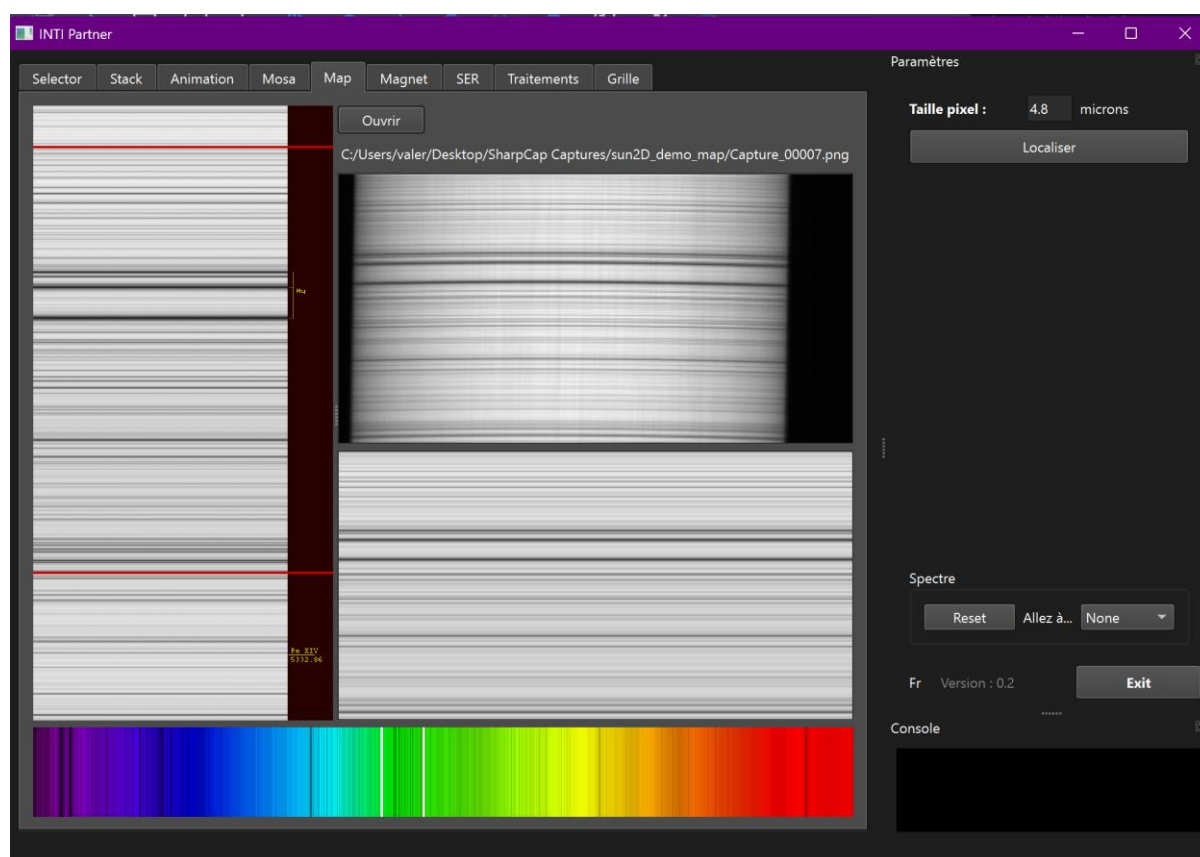 INTI Partner
Selector Stack Animation Mosa Map Magnet SER Traitements Grille
Ouvrir
C:/Users/valer/Desktop/SharpCap Captures/sun2D_demo_map/Capture_00007.png
Fe XIV
5332.86
Paramètres
Taille pixel : 4.8 microns
Localiser
Spectre
Reset Allez à... None
Fr Version : 0.2 Exit
Console